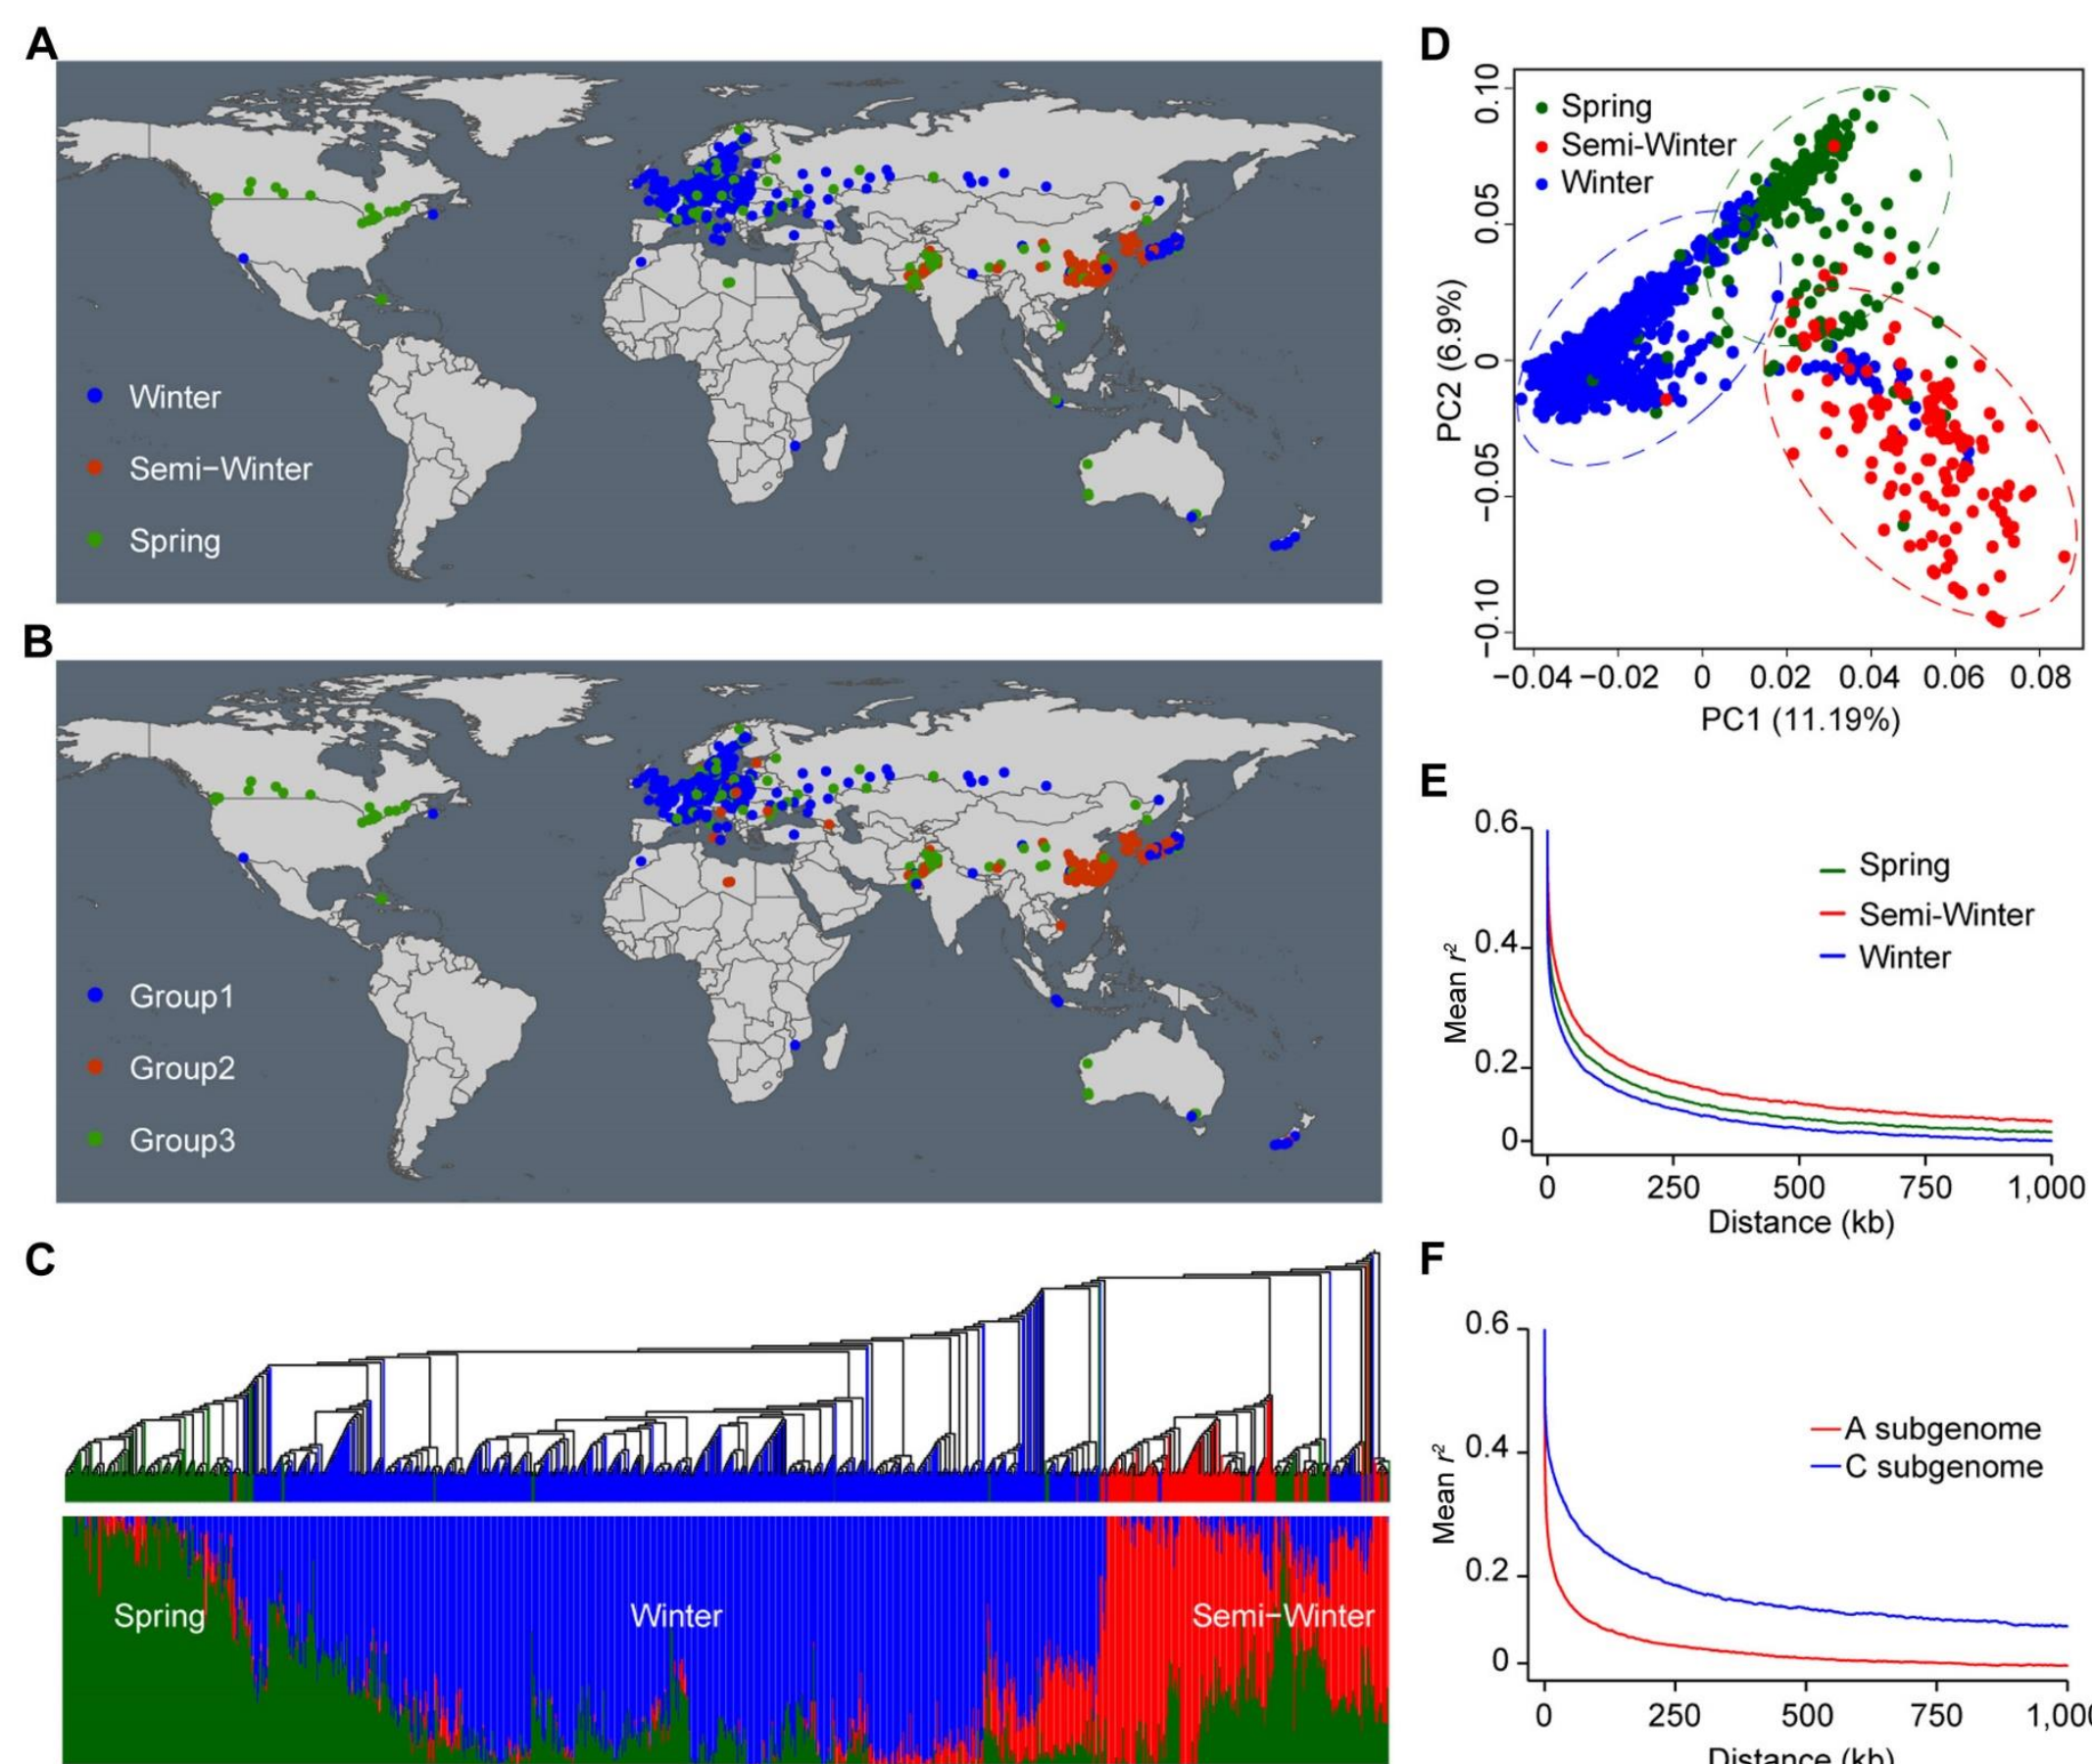 A
Winter
Semi−Winter
Spring
B
Group1
Group2
Group3
C
Spring
Winter
Semi−Winter
D
Spring
Semi-Winter
Winter
PC2 (6.9%)
0.10
0.05
0
−0.05
−0.10
−0.04 −0.02 0 0.02 0.04 0.06 0.08
PC1 (11.19%)
E
0.6
0.4
0.2
0
Mean r²
Spring
Semi-Winter
Winter
0 250 500 750 1,000
Distance (kb)
F
0.6
0.4
0.2
0
Mean r²
A subgenome
C subgenome
0 250 500 750 1,00
Distance (kb)